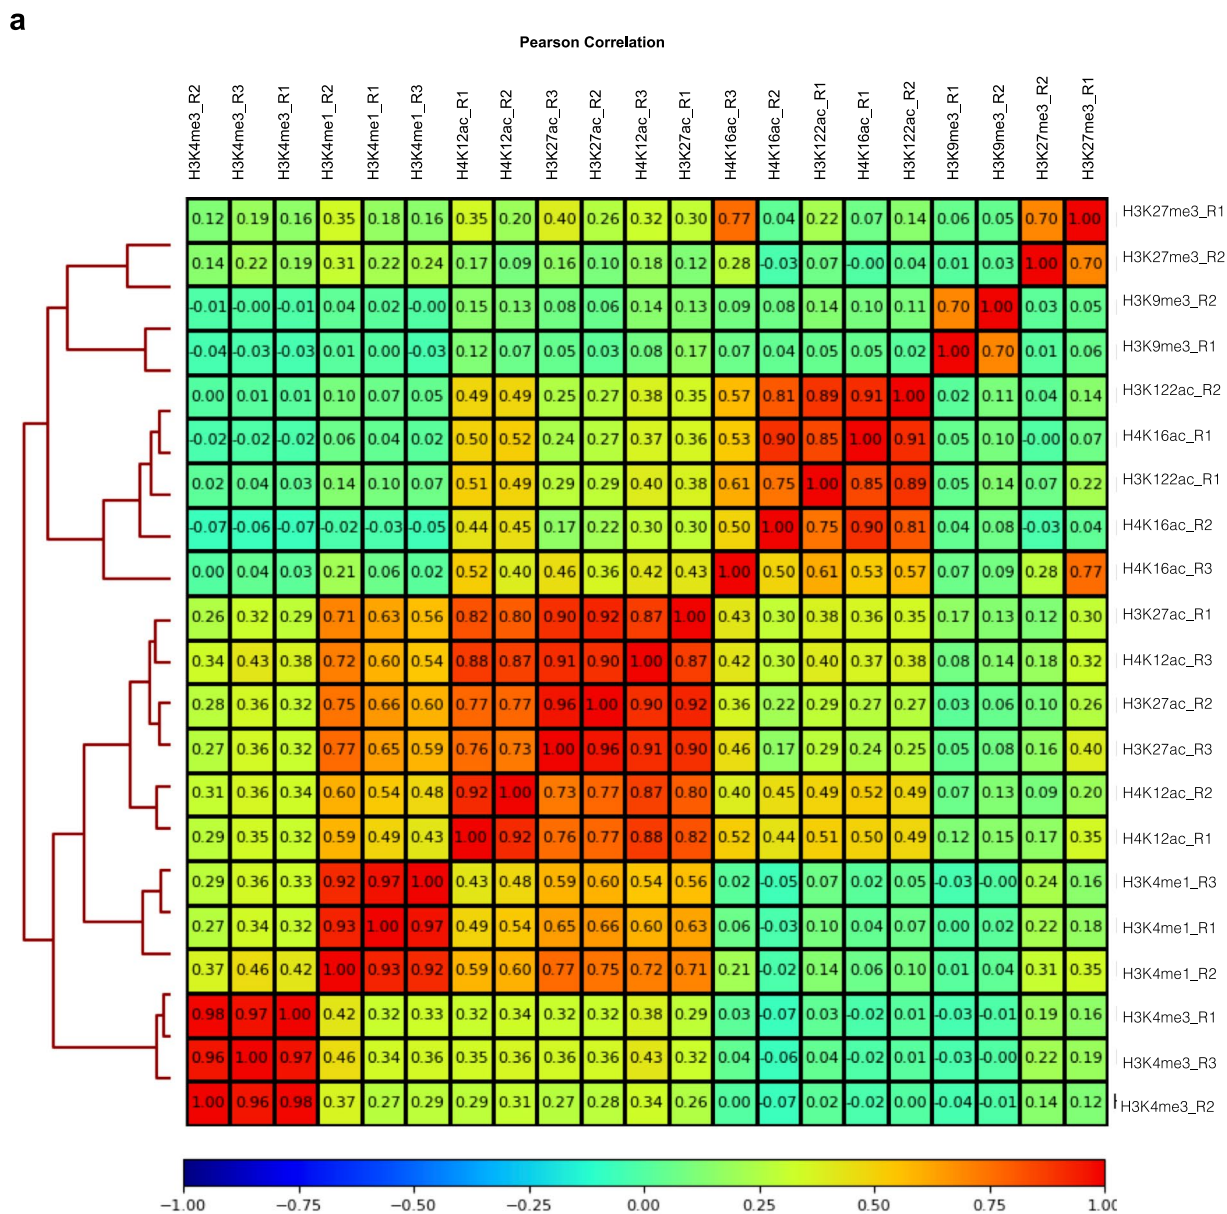 a
Pearson Correlation
H3K4me3_R2 H3K4me3_R3 H3K4me3_R1 H3K4me1_R2 H3K4me1_R1 H3K4me1_R3 H4K12ac_R1 H4K12ac_R2 H3K27ac_R3 H3K27ac_R2 H4K12ac_R3 H3K27ac_R1 H4K16ac_R3 H4K16ac_R2 H3K122ac_R1 H4K16ac_R1 H3K122ac_R2 H3K9me3_R1 H3K9me3_R2 H3K27me3_R2 H3K27me3_R1
0.12 0.19 0.16 0.35 0.18 0.16 0.35 0.20 0.40 0.26 0.32 0.30 0.77 0.04 0.22 0.07 0.14 0.06 0.05 0.70 1.00 H3K27me3_R1
0.14 0.22 0.19 0.31 0.22 0.24 0.17 0.09 0.16 0.10 0.18 0.12 0.28 -0.03 0.07 -0.00 0.04 0.01 0.03 1.00 0.70 H3K27me3_R2
-0.01 -0.00 -0.01 0.04 0.02 -0.00 0.15 0.13 0.08 0.06 0.14 0.13 0.09 0.08 0.14 0.10 0.11 0.70 1.00 0.03 0.05 H3K9me3_R2
-0.04 -0.03 -0.03 0.01 0.00 -0.03 0.12 0.07 0.05 0.03 0.08 0.17 0.07 0.04 0.05 0.05 0.02 1.00 0.70 0.01 0.06 H3K9me3_R1
0.00 0.01 0.01 0.10 0.07 0.05 0.49 0.49 0.25 0.27 0.38 0.35 0.57 0.81 0.89 0.91 1.00 0.02 0.11 0.04 0.14 H3K122ac_R2
-0.02 -0.02 -0.02 0.06 0.04 0.02 0.50 0.52 0.24 0.27 0.37 0.36 0.53 0.90 0.85 1.00 0.91 0.05 0.10 -0.00 0.07 H4K16ac_R1
0.02 0.04 0.03 0.14 0.10 0.07 0.51 0.49 0.29 0.29 0.40 0.38 0.61 0.75 1.00 0.85 0.89 0.05 0.14 0.07 0.22 H3K122ac_R1
-0.07 -0.06 -0.07 -0.02 -0.03 -0.05 0.44 0.45 0.17 0.22 0.30 0.30 0.50 1.00 0.75 0.90 0.81 0.04 0.08 -0.03 0.04 H4K16ac_R2
0.00 0.04 0.03 0.21 0.06 0.02 0.52 0.40 0.46 0.36 0.42 0.43 1.00 0.50 0.61 0.53 0.57 0.07 0.09 0.28 0.77 H4K16ac_R3
0.26 0.32 0.29 0.71 0.63 0.56 0.82 0.80 0.90 0.92 0.87 1.00 0.43 0.30 0.38 0.36 0.35 0.17 0.13 0.12 0.30 H3K27ac_R1
0.34 0.43 0.38 0.72 0.60 0.54 0.88 0.87 0.91 0.90 1.00 0.87 0.42 0.30 0.40 0.37 0.38 0.08 0.14 0.18 0.32 H4K12ac_R3
0.28 0.36 0.32 0.75 0.66 0.60 0.77 0.77 0.96 1.00 0.90 0.92 0.36 0.22 0.29 0.27 0.27 0.03 0.06 0.10 0.26 H3K27ac_R2
0.27 0.36 0.32 0.77 0.65 0.59 0.76 0.73 1.00 0.96 0.91 0.90 0.46 0.17 0.29 0.24 0.25 0.05 0.08 0.16 0.40 H3K27ac_R3
0.31 0.36 0.34 0.60 0.54 0.48 0.92 1.00 0.73 0.77 0.87 0.80 0.40 0.45 0.49 0.52 0.49 0.07 0.13 0.09 0.20 H4K12ac_R2
0.29 0.35 0.32 0.59 0.49 0.43 1.00 0.92 0.76 0.77 0.88 0.82 0.52 0.44 0.51 0.50 0.49 0.12 0.15 0.17 0.35 H4K12ac_R1
0.29 0.36 0.33 0.92 0.97 1.00 0.43 0.48 0.59 0.60 0.54 0.56 0.02 -0.05 0.07 0.02 0.05 -0.03 -0.00 0.24 0.16 H3K4me1_R3
0.27 0.34 0.32 0.93 1.00 0.97 0.49 0.54 0.65 0.66 0.60 0.63 0.06 -0.03 0.10 0.04 0.07 0.00 0.02 0.22 0.18 H3K4me1_R1
0.37 0.46 0.42 1.00 0.93 0.92 0.59 0.60 0.77 0.75 0.72 0.71 0.21 -0.02 0.14 0.06 0.10 0.01 0.04 0.31 0.35 H3K4me1_R2
0.98 0.97 1.00 0.42 0.32 0.33 0.32 0.34 0.32 0.32 0.38 0.29 0.03 -0.07 0.03 -0.02 0.01 -0.03 -0.01 0.19 0.16 H3K4me3_R1
0.96 1.00 0.97 0.46 0.34 0.36 0.35 0.36 0.36 0.36 0.43 0.32 0.04 -0.06 0.04 -0.02 0.01 -0.03 -0.00 0.22 0.19 H3K4me3_R3
1.00 0.96 0.98 0.37 0.27 0.29 0.29 0.31 0.27 0.28 0.34 0.26 0.00 -0.07 0.02 -0.02 0.00 -0.04 -0.01 0.14 0.12 H3K4me3_R2
−1.00 −0.75 −0.50 −0.25 0.00 0.25 0.50 0.75 1.00